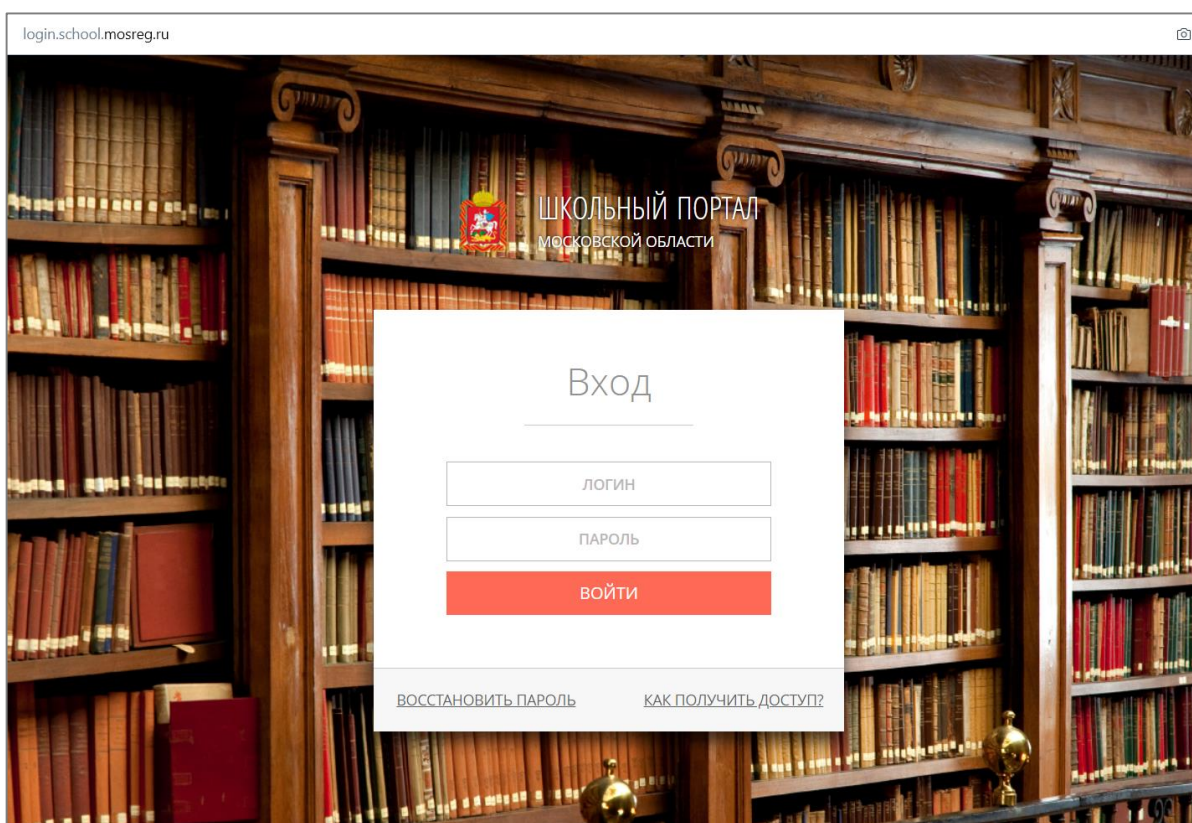 login.school.mosreg.ru
ШКОЛЬНЫЙ ПОРТАЛ
МОСКОВСКОЙ ОБЛАСТИ
Вход
ЛОГИН
ПАРОЛЬ
ВОЙТИ
ВОССТАНОВИТЬ ПАРОЛЬ КАК ПОЛУЧИТЬ ДОСТУП?